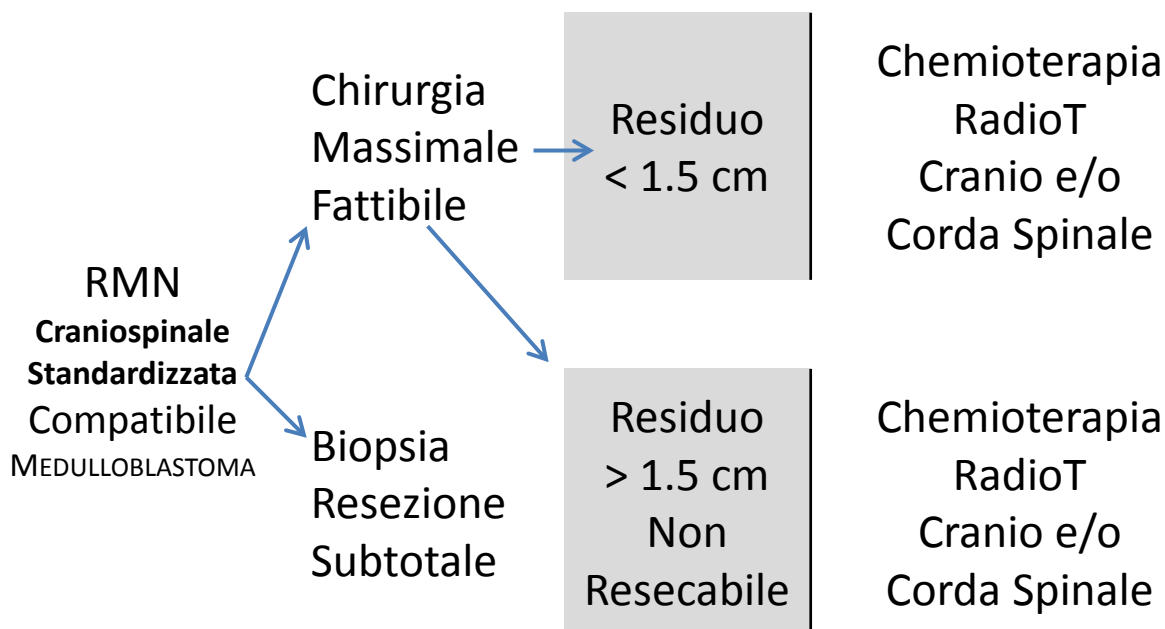 RMN
Craniospinale
Standardizzata
Compatibile
MEDULLOBLASTOMA
Chirurgia
Massimale
Fattibile
Biopsia
Resezione
Subtotale
Residuo
< 1.5 cm
Residuo
> 1.5 cm
Non
Resecabile
Chemioterapia
RadioT
Cranio e/o
Corda Spinale
Chemioterapia
RadioT
Cranio e/o
Corda Spinale